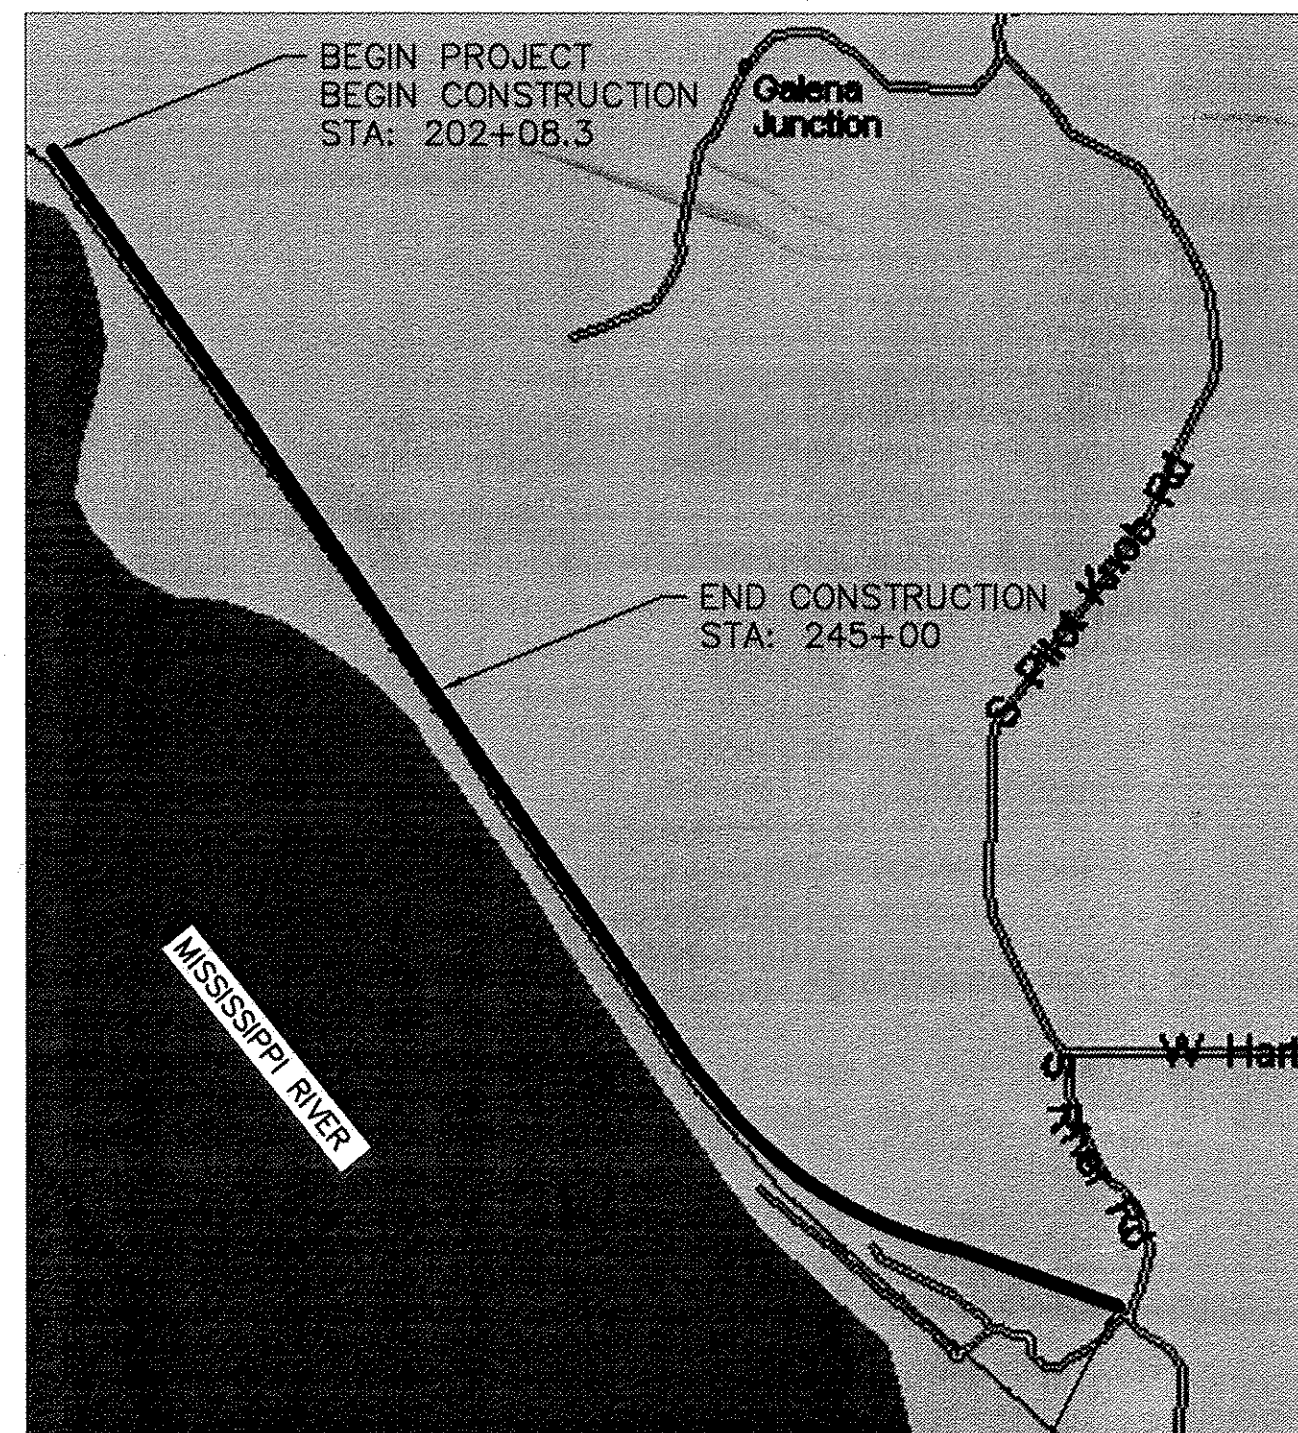 BEGIN PROJECT
BEGIN CONSTRUCTION
STA: 202+08.3
Galena
Junction
S Pilot Knob Rd
END CONSTRUCTION
STA: 245+00
MISSISSIPPI RIVER
W Hart
S River Rd